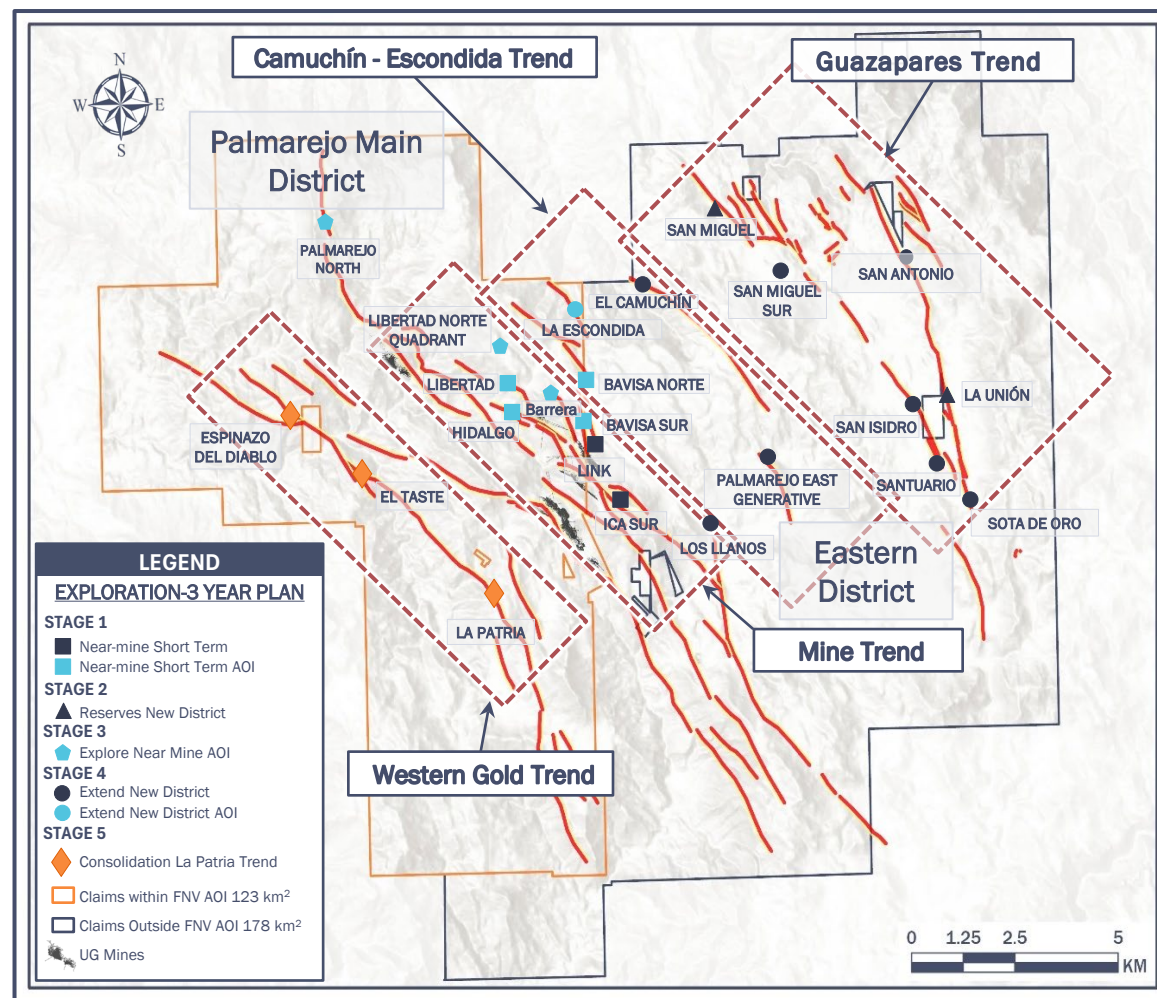 Camuchín - Escondida Trend
Guazapares Trend
N
W
E
S
Palmarejo Main
District
PALMAREJO
NORTH
SAN MIGUEL
SAN ANTONIO
SAN MIGUEL
SUR
EL CAMUCHÍN
LA ESCONDIDA
LIBERTAD NORTE
QUADRANT
LIBERTAD
BAVISA NORTE
Barrera
HIDALGO
BAVISA SUR
LA UNIÓN
SAN ISIDRO
ESPINAZO
DEL DIABLO
LINK
EL TASTE
PALMAREJO EAST
GENERATIVE
SANTUARIO
ICA SUR
SOTA DE ORO
LOS LLANOS
Eastern
District
LA PATRIA
Mine Trend
Western Gold Trend
LEGEND
EXPLORATION-3 YEAR PLAN
STAGE 1
Near-mine Short Term
Near-mine Short Term AOI
STAGE 2
Reserves New District
STAGE 3
Explore Near Mine AOI
STAGE 4
Extend New District
Extend New District AOI
STAGE 5
Consolidation La Patria Trend
Claims within FNV AOI 123 km²
Claims Outside FNV AOI 178 km²
UG Mines
0 1.25 2.5 5
KM